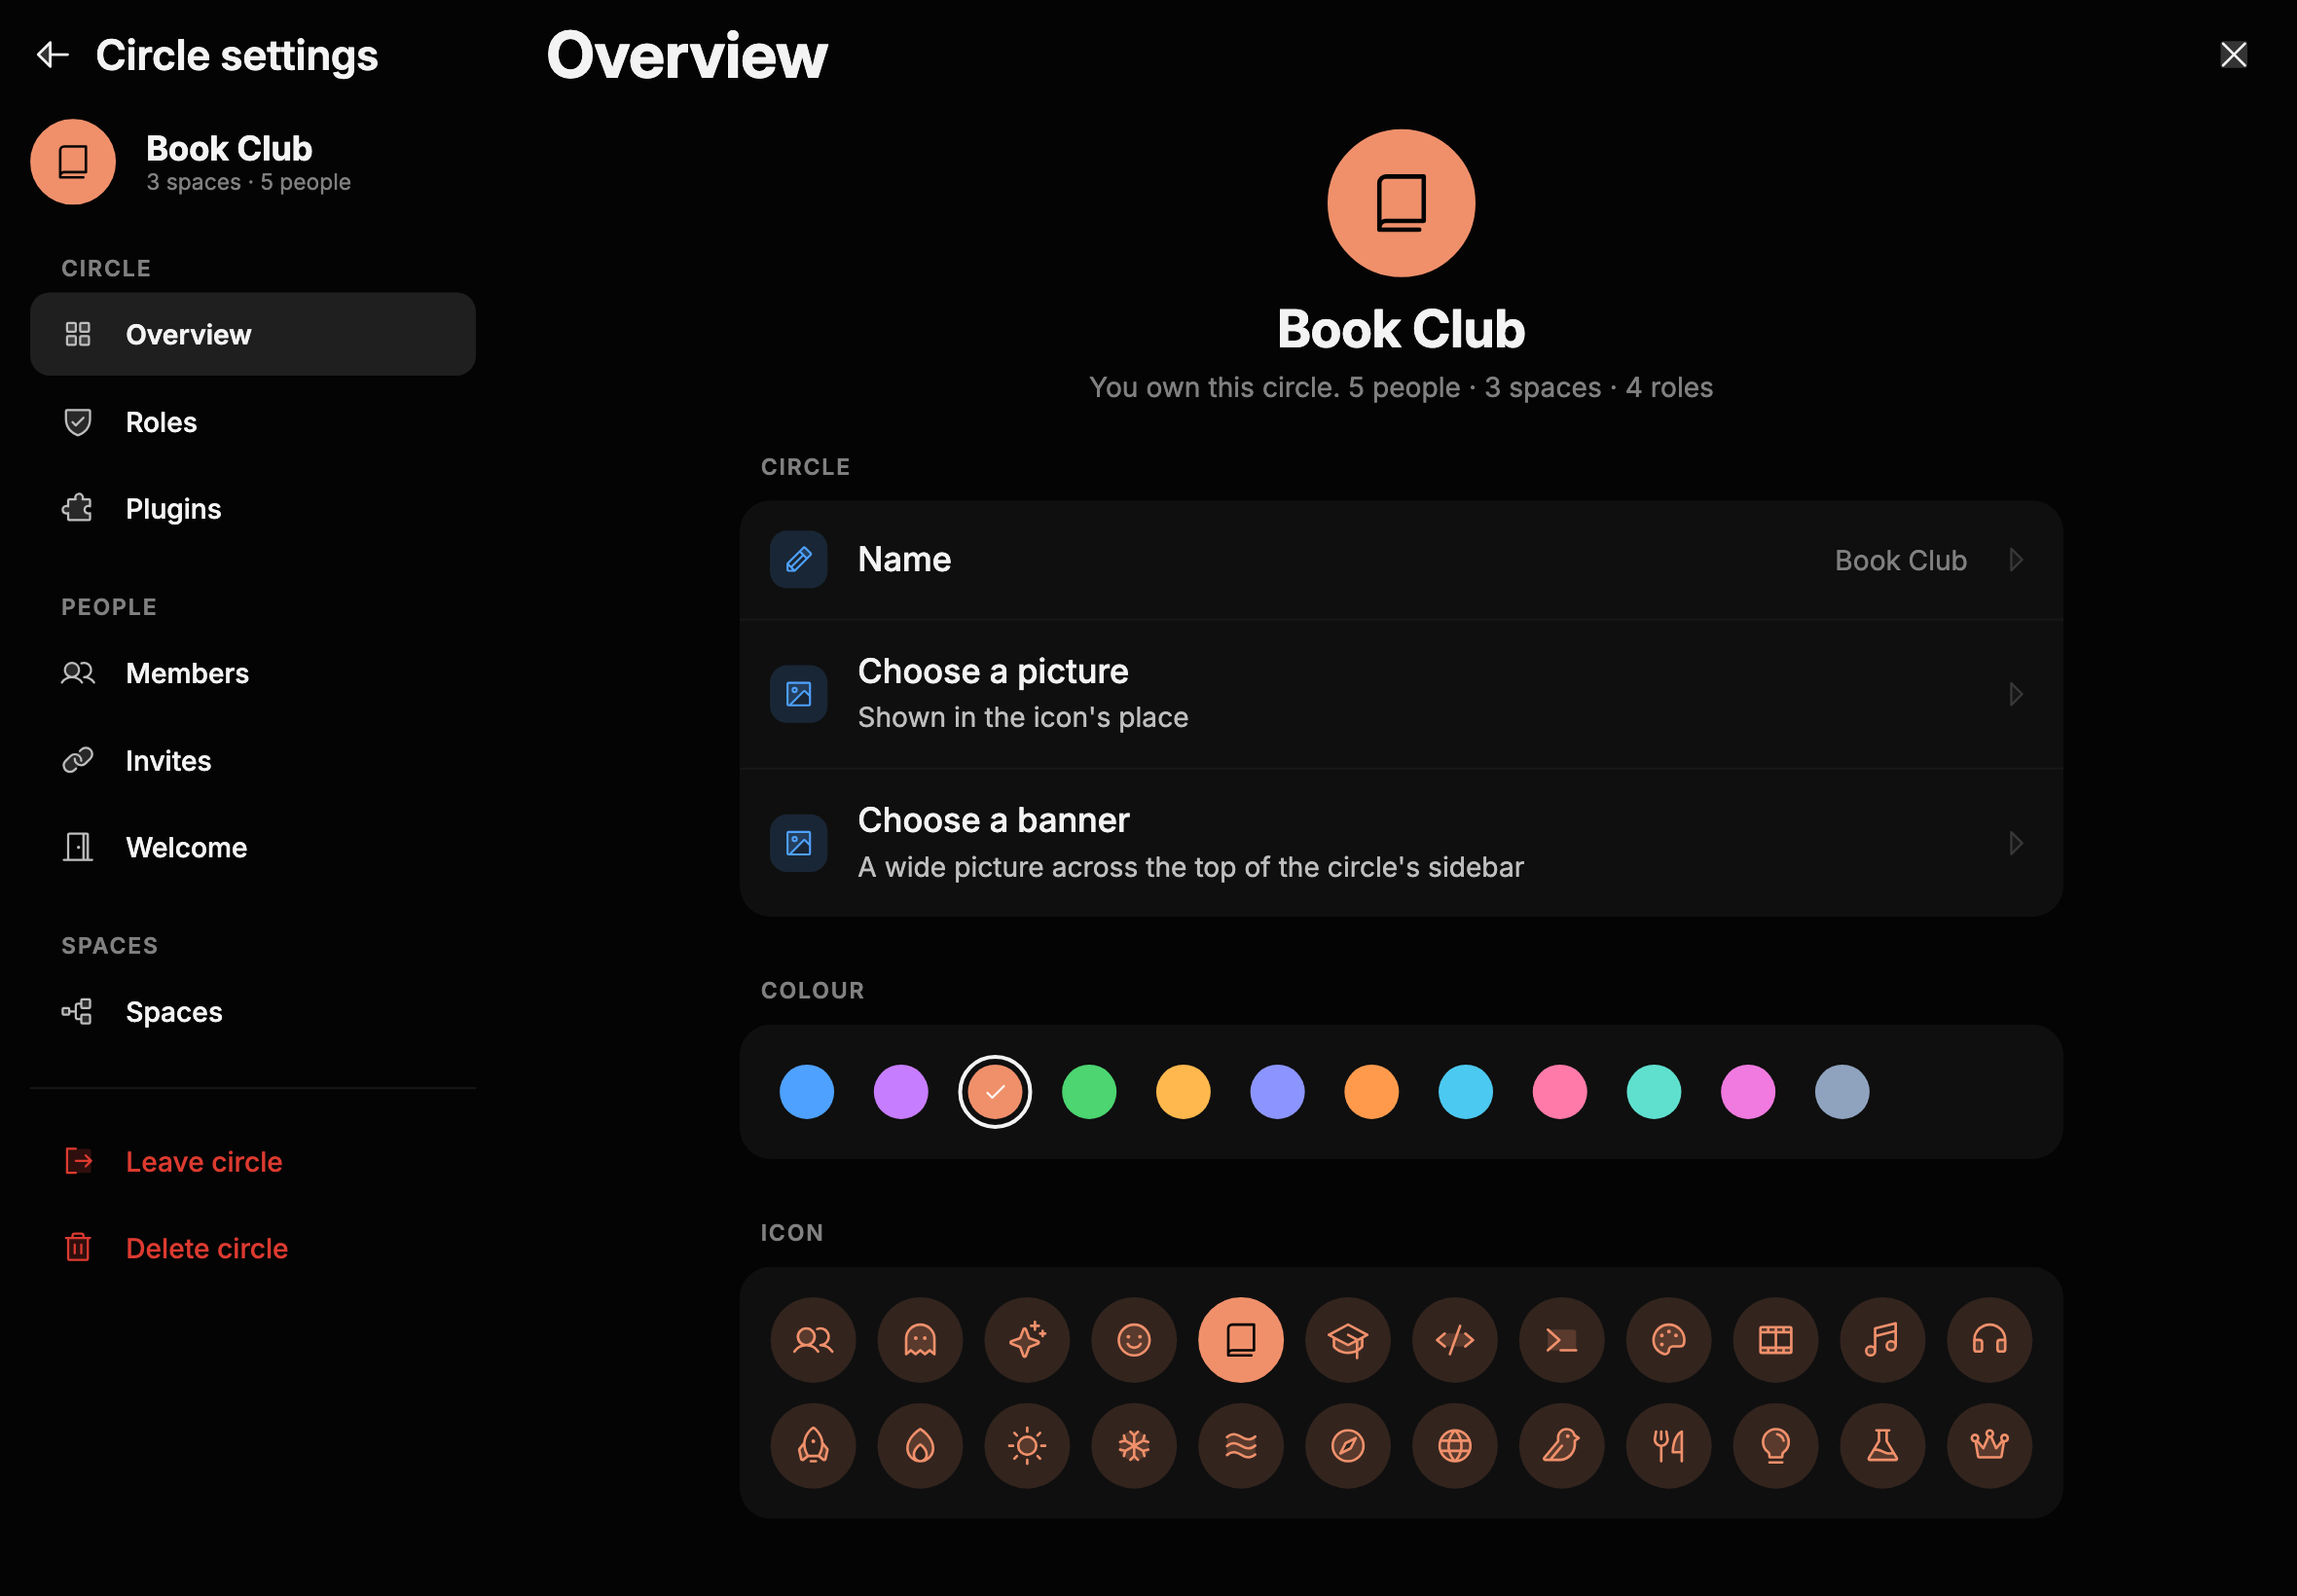 Circle settings
Book Club
3 spaces · 5 people
CIRCLE
Overview
Roles
Plugins
PEOPLE
Members
Invites
Welcome
SPACES
Spaces
Leave circle
Delete circle
Overview
Book Club
You own this circle. 5 people · 3 spaces · 4 roles
CIRCLE
Name
Book Club
Choose a picture
Shown in the icon's place
Choose a banner
A wide picture across the top of the circle's sidebar
COLOUR
ICON